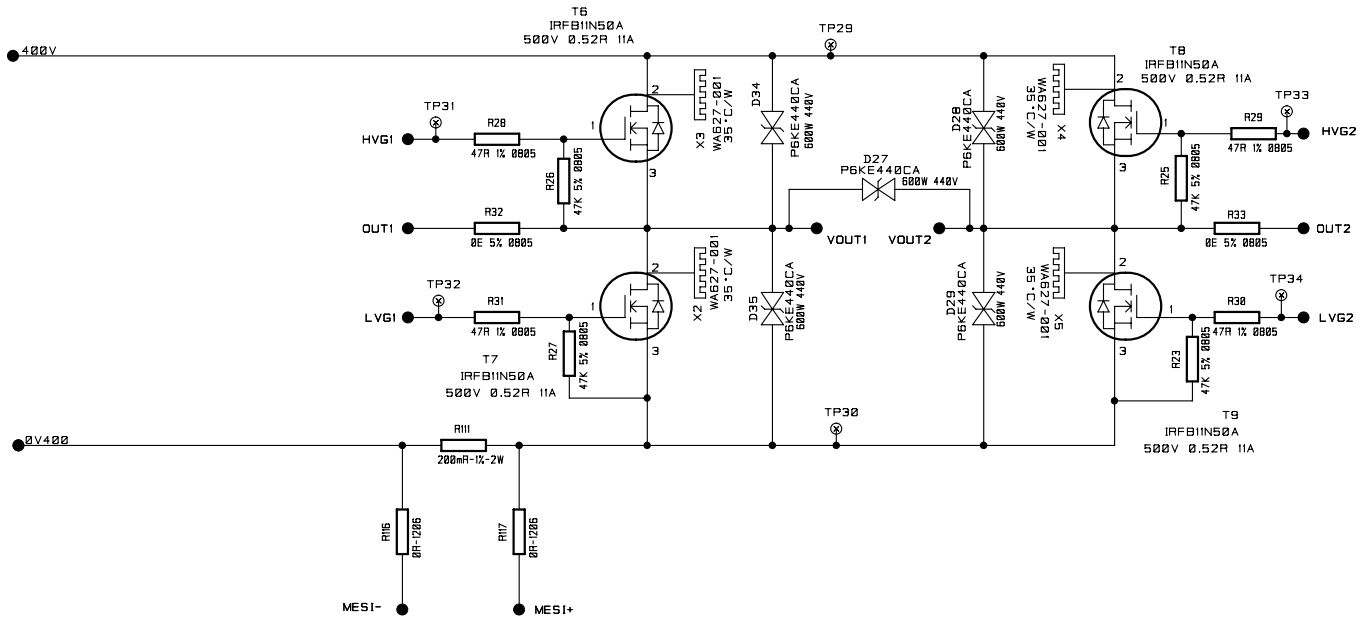 T6
IRFB11N50A
500V 0.52R 11A
TP29
400V
T8
IRFB11N50A
500V 0.52R 11A
TP31
HVG1
R28
47R 1% 0805
R26
47K 5% 0805
1
2
3
X3
WA627-001
35°C/W
D34
P6KE440CA
600W 440V
D27
P6KE440CA
600W 440V
D28
P6KE440CA
600W 440V
X4
WA627-001
35°C/W
2
1
3
R25
47K 5% 0805
R29
47R 1% 0805
TP33
HVG2
OUT1
R32
0E 5% 0805
VOUT1
VOUT2
R33
0E 5% 0805
OUT2
TP32
LVG1
R31
47R 1% 0805
R27
47K 5% 0805
1
2
3
X2
WA627-001
35°C/W
D35
P6KE440CA
600W 440V
D29
P6KE440CA
600W 440V
X5
WA627-001
35°C/W
2
1
3
R30
47R 1% 0805
TP34
LVG2
R23
47K 5% 0805
T7
IRFB11N50A
500V 0.52R 11A
T9
IRFB11N50A
500V 0.52R 11A
TP30
0V400
R111
200mR-1%-2W
R116
0R-1206
R117
0R-1206
MESI-
MESI+